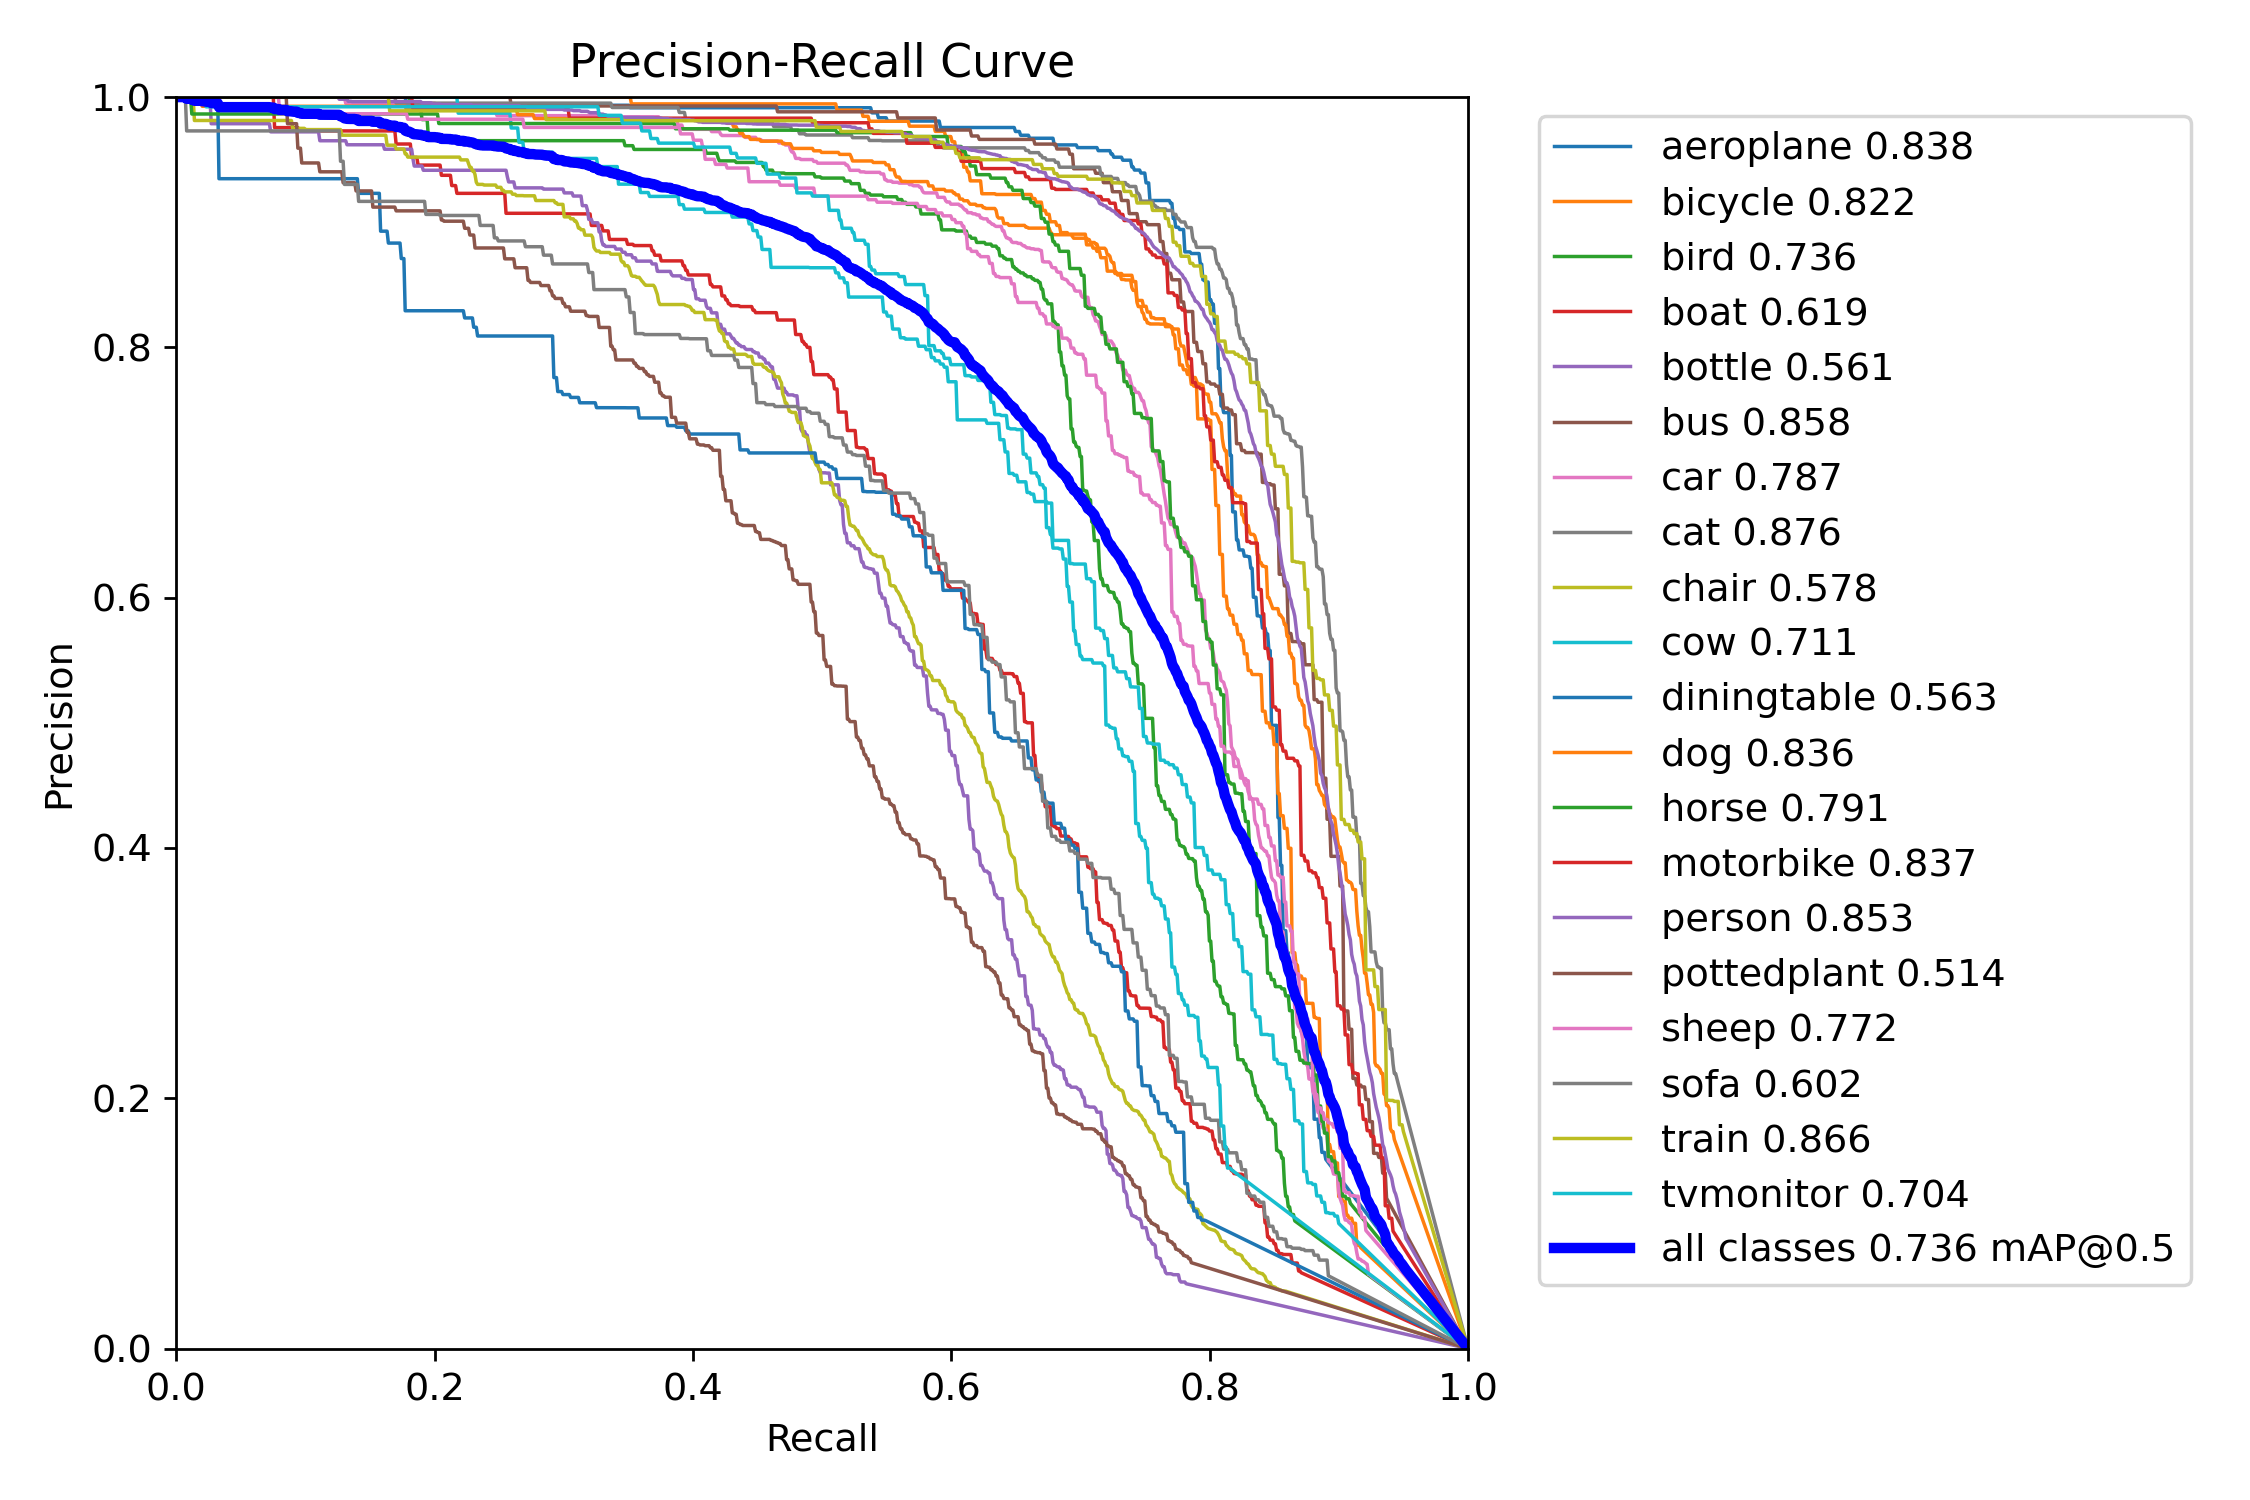 Precision-Recall Curve
1.0
0.8
0.6
0.4
0.2
0.0
Precision
0.0 0.2 0.4 0.6 0.8 1.0
Recall
aeroplane 0.838
bicycle 0.822
bird 0.736
boat 0.619
bottle 0.561
bus 0.858
car 0.787
cat 0.876
chair 0.578
cow 0.711
diningtable 0.563
dog 0.836
horse 0.791
motorbike 0.837
person 0.853
pottedplant 0.514
sheep 0.772
sofa 0.602
train 0.866
tvmonitor 0.704
all classes 0.736 mAP@0.5